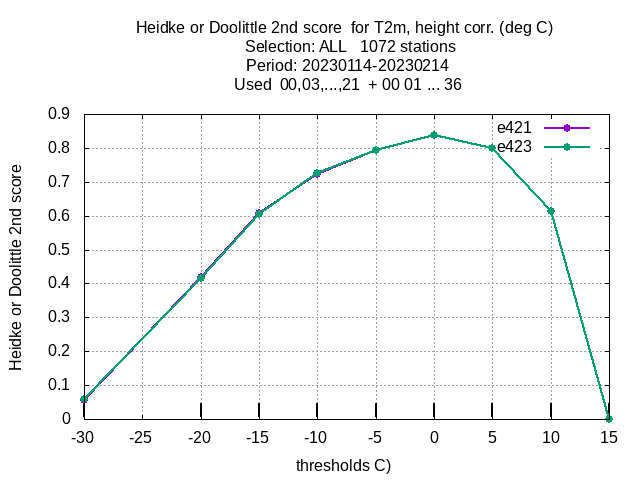 Heidke or Doolittle 2nd score  for T2m, height corr. (deg C)
Selection: ALL   1072 stations
Period: 20230114-20230214
Used  00,03,...,21  + 00 01 ... 36
e421
e423
Heidke or Doolittle 2nd score
0.9
0.8
0.7
0.6
0.5
0.4
0.3
0.2
0.1
0
-30 -25 -20 -15 -10 -5 0 5 10 15
thresholds C)